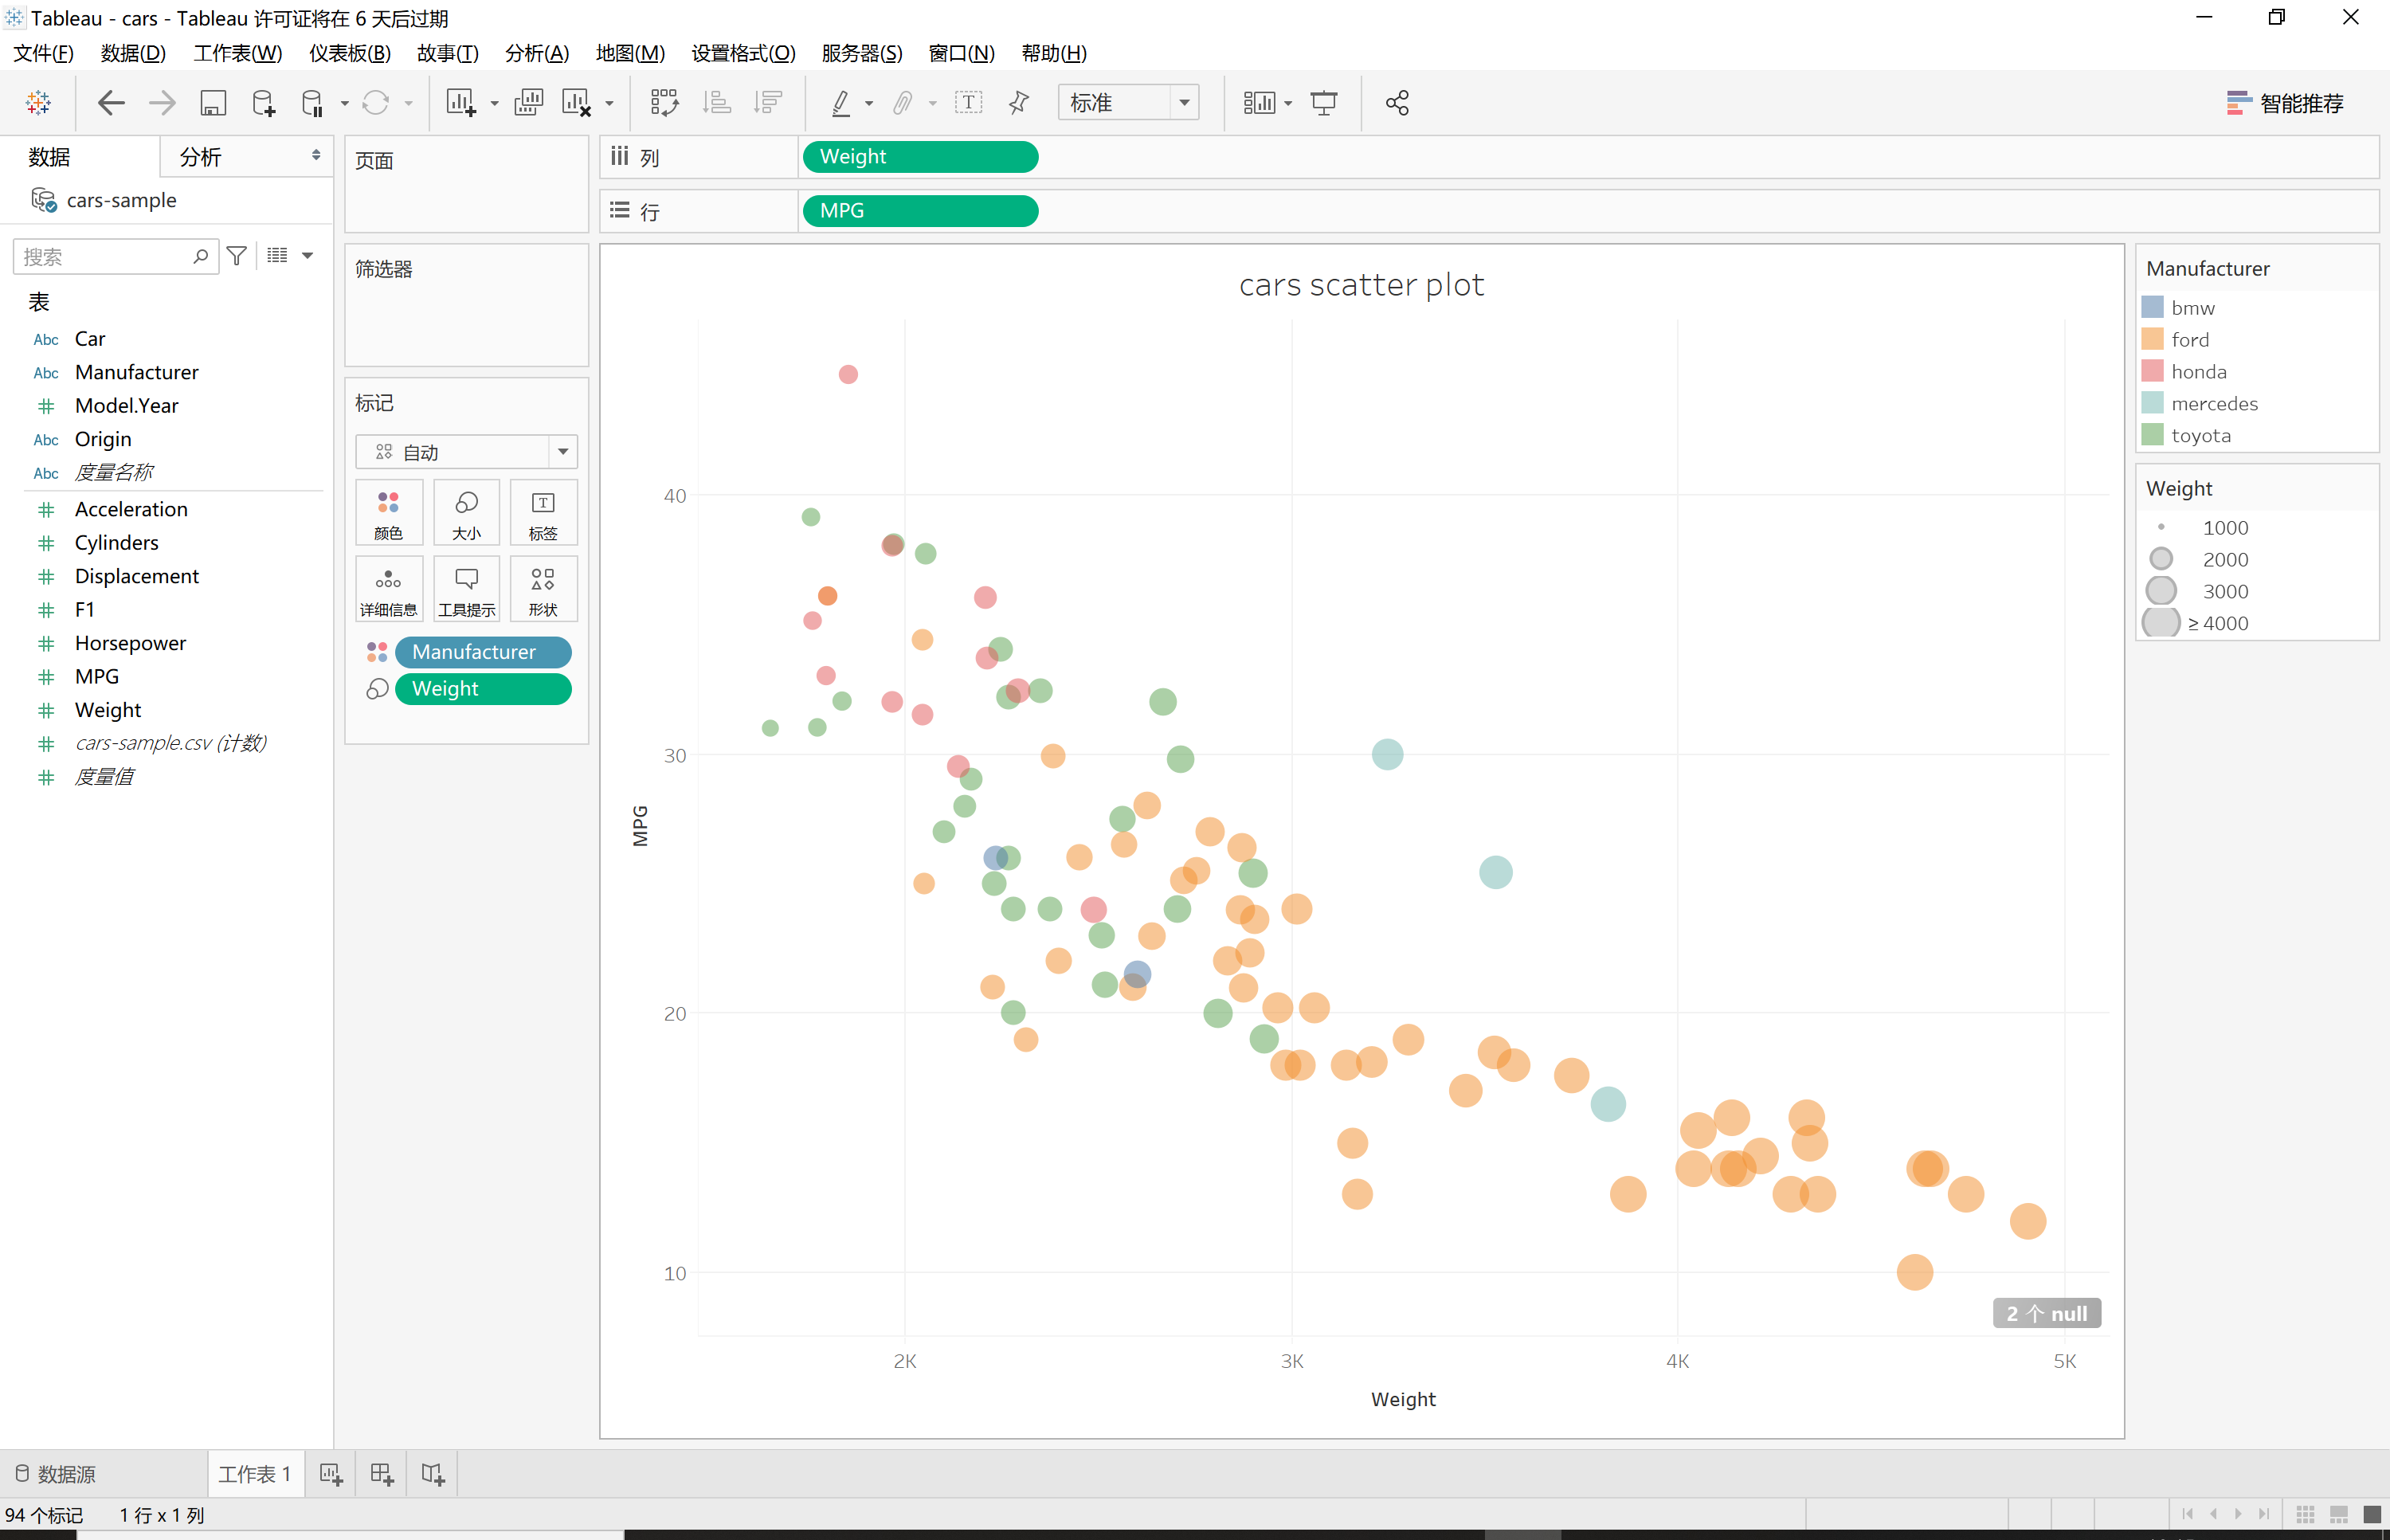 Tableau - cars - Tableau 许可证将在 6 天后过期
文件(F) 数据(D) 工作表(W) 仪表板(B) 故事(T) 分析(A) 地图(M) 设置格式(O) 服务器(S) 窗口(N) 帮助(H)
标准
智能推荐
数据 分析
cars-sample
搜索
表
Abc Car
Abc Manufacturer
Model.Year
Abc Origin
Abc 度量名称
Acceleration
Cylinders
Displacement
F1
Horsepower
MPG
Weight
cars-sample.csv (计数)
度量值
页面
筛选器
标记
自动
颜色 大小 标签
详细信息 工具提示 形状
Manufacturer
Weight
列 Weight
行 MPG
cars scatter plot
MPG
40
30
20
10
2K 3K 4K 5K
Weight
2 个 null
Manufacturer
bmw
ford
honda
mercedes
toyota
Weight
1000
2000
3000
≥ 4000
数据源 工作表 1
94 个标记 1 行 x 1 列